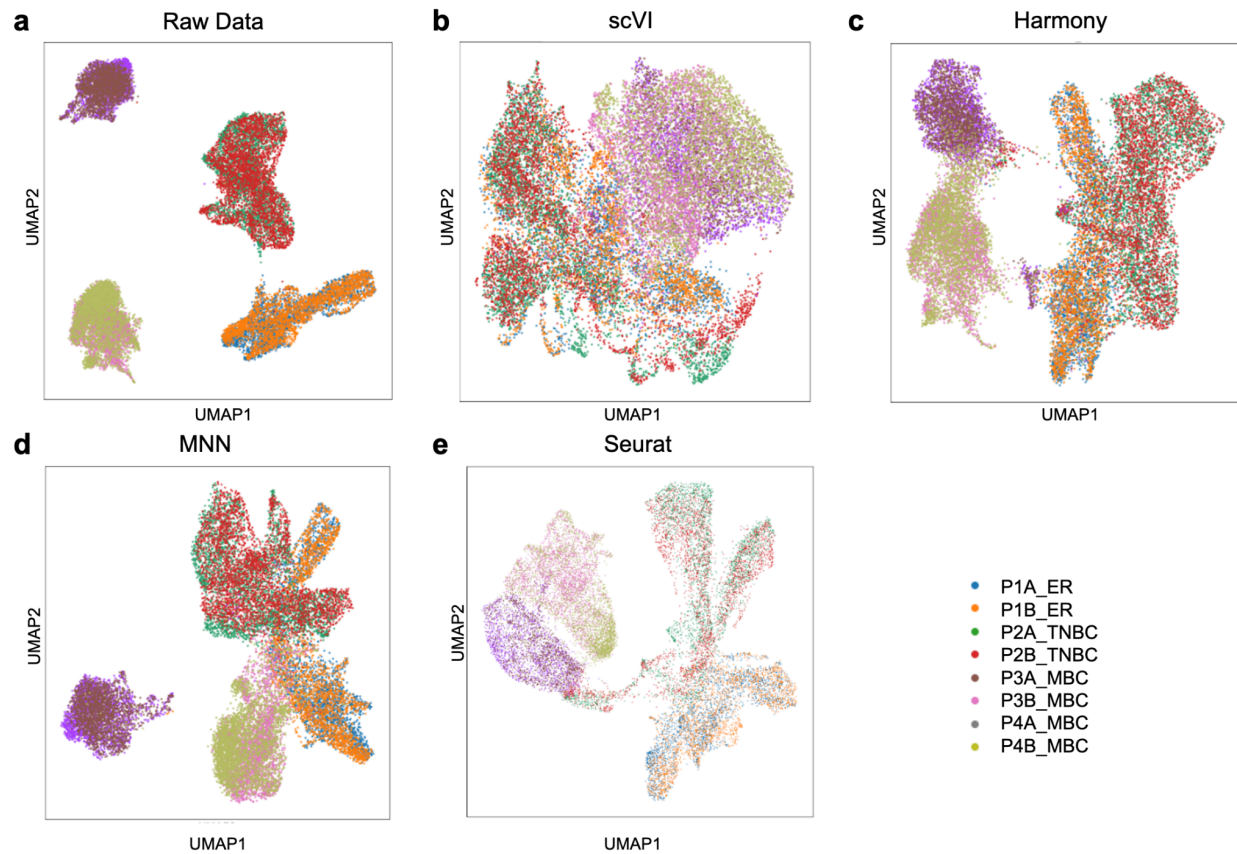 a Raw Data
b scVI
c Harmony
UMAP2
UMAP2
UMAP2
UMAP1
UMAP1
UMAP1
d MNN
e Seurat
UMAP2
UMAP2
P1A_ER
P1B_ER
P2A_TNBC
P2B_TNBC
P3A_MBC
P3B_MBC
P4A_MBC
P4B_MBC
UMAP1
UMAP1